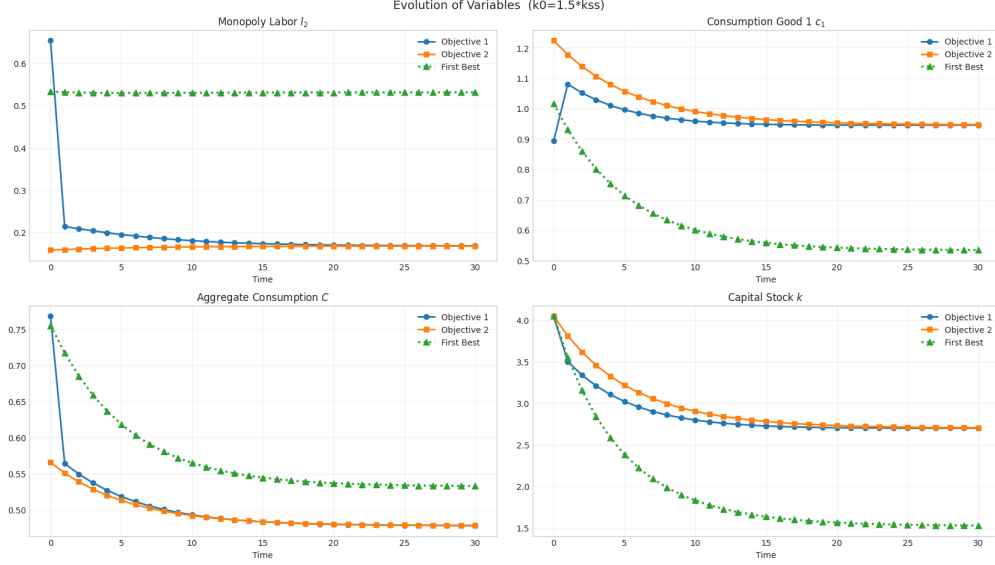 Evolution of Variables (k0=1.5*kss)
Monopoly Labor l₂
0.6
0.5
0.4
0.3
0.2
0 5 10 15 20 25 30
Time
Objective 1
Objective 2
First Best
Consumption Good 1 c₁
1.2
1.1
1.0
0.9
0.8
0.7
0.6
0.5
0 5 10 15 20 25 30
Time
Objective 1
Objective 2
First Best
Aggregate Consumption C
0.75
0.70
0.65
0.60
0.55
0.50
0 5 10 15 20 25 30
Time
Objective 1
Objective 2
First Best
Capital Stock k
4.0
3.5
3.0
2.5
2.0
1.5
0 5 10 15 20 25 30
Time
Objective 1
Objective 2
First Best